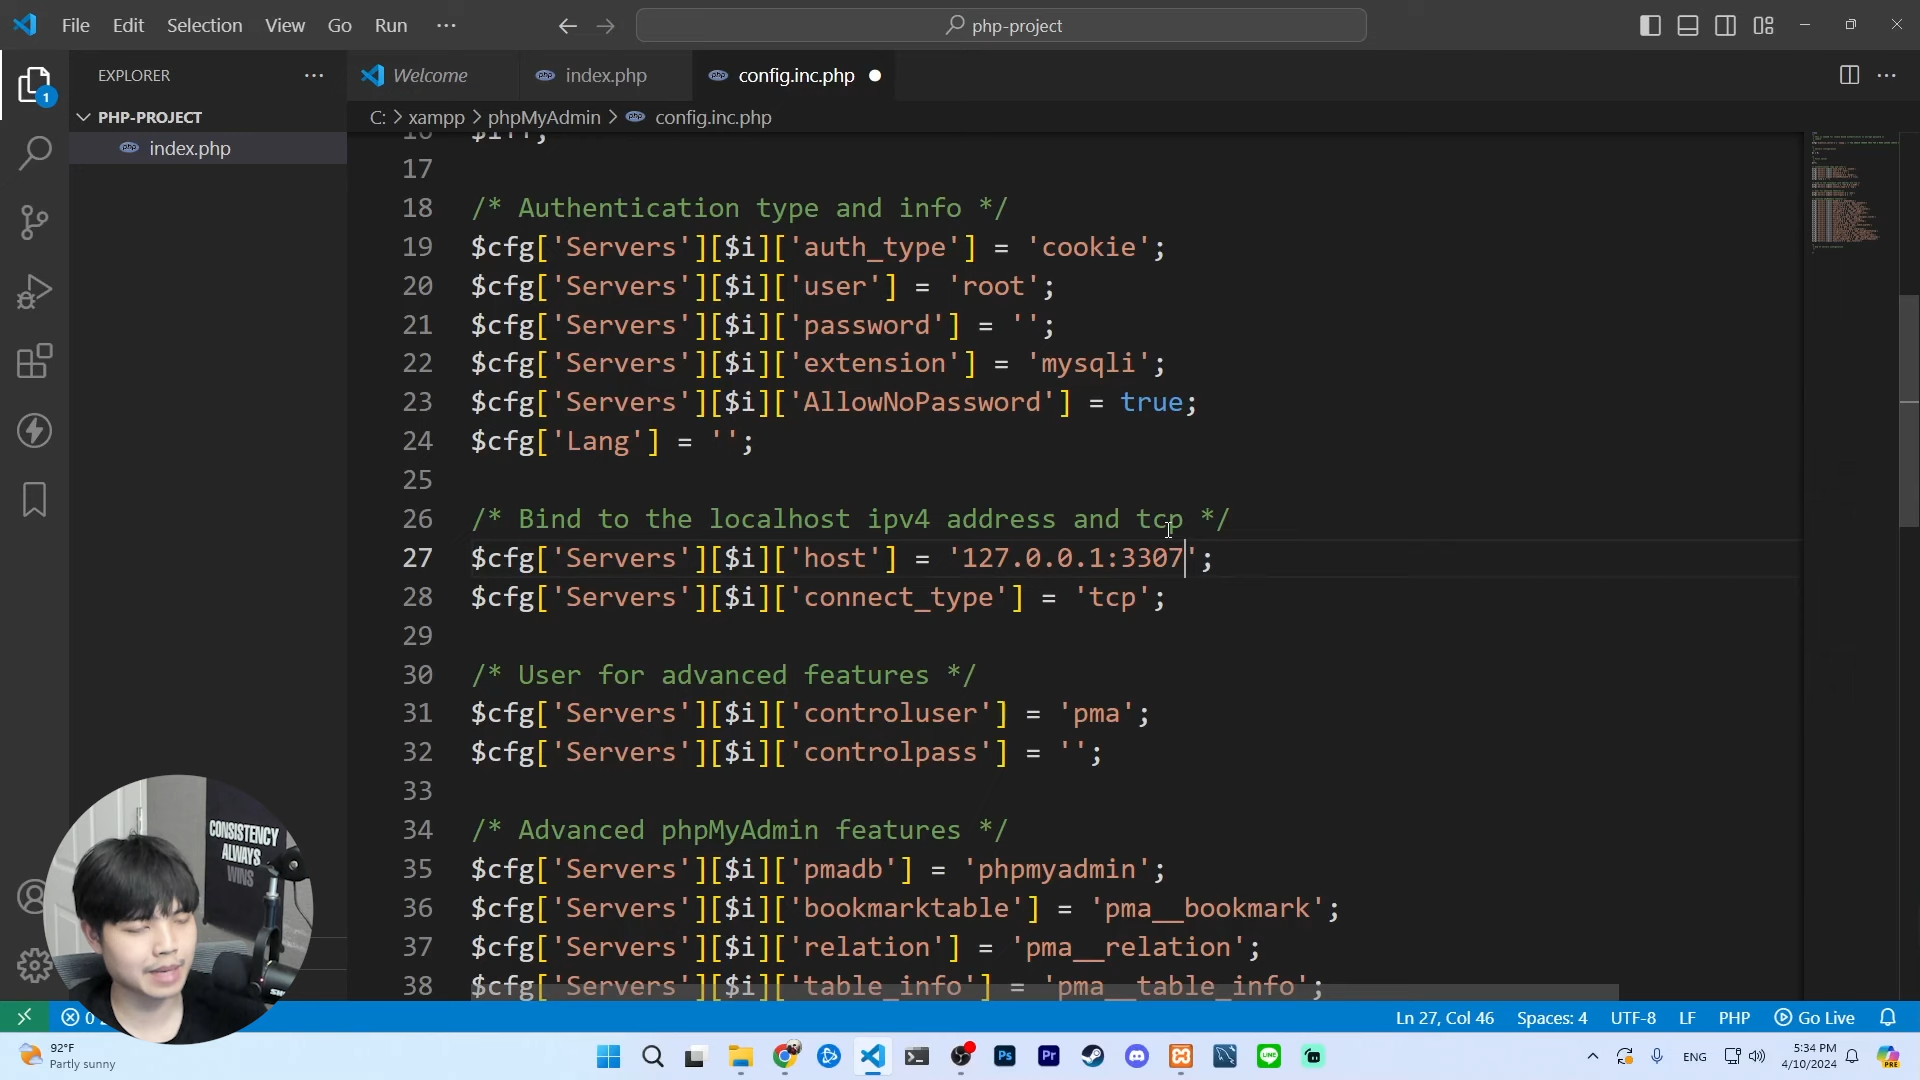 File Edit Selection View Go Run ···
php-project
EXPLORER ···
Welcome index.php config.inc.php
C: > xampp > phpMyAdmin > config.inc.php
1
PHP-PROJECT
index.php
17
18 /* Authentication type and info */
19 $cfg['Servers'][$i]['auth_type'] = 'cookie';
20 $cfg['Servers'][$i]['user'] = 'root';
21 $cfg['Servers'][$i]['password'] = '';
22 $cfg['Servers'][$i]['extension'] = 'mysqli';
23 $cfg['Servers'][$i]['AllowNoPassword'] = true;
24 $cfg['Lang'] = '';
25
26 /* Bind to the localhost ipv4 address and tcp */
27 $cfg['Servers'][$i]['host'] = '127.0.0.1:3307';
28 $cfg['Servers'][$i]['connect_type'] = 'tcp';
29
30 /* User for advanced features */
31 $cfg['Servers'][$i]['controluser'] = 'pma';
32 $cfg['Servers'][$i]['controlpass'] = '';
33
34 /* Advanced phpMyAdmin features */
35 $cfg['Servers'][$i]['pmadb'] = 'phpmyadmin';
36 $cfg['Servers'][$i]['bookmarktable'] = 'pma__bookmark';
37 $cfg['Servers'][$i]['relation'] = 'pma__relation';
38 $cfg['Servers'][$i]['table_info'] = 'pma__table_info';
CONSISTENCY
ALWAYS
WINS
0
Ln 27, Col 46 Spaces: 4 UTF-8 LF PHP Go Live
92°F
Partly sunny
Ps Pr LINE
ENG
5:34 PM
4/10/2024
PRE